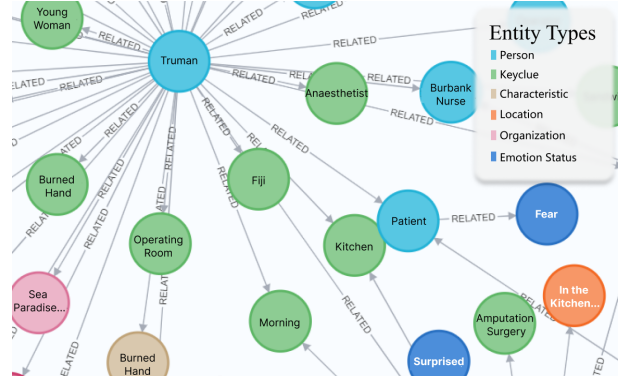 Young
Woman
Truman
RELATED
RELATED
RELATED
RELATED
RELATED
Entity Types
Person
Keyclue
Characteristic
Location
Organization
Emotion Status
Anaesthetist
RELATED
Burbank
Nurse
RELATED
RELATED
RELATED
RELATED
RELATED
Burned
Hand
Fiji
RELATED
RELATED
Patient
RELATED
Fear
Operating
Room
Kitchen
RELATED
Sea
Paradise...
RELATED
In the
Kitchen...
RELATED
Morning
RELATED
Amputation
Surgery
Burned
Hand
Surprised